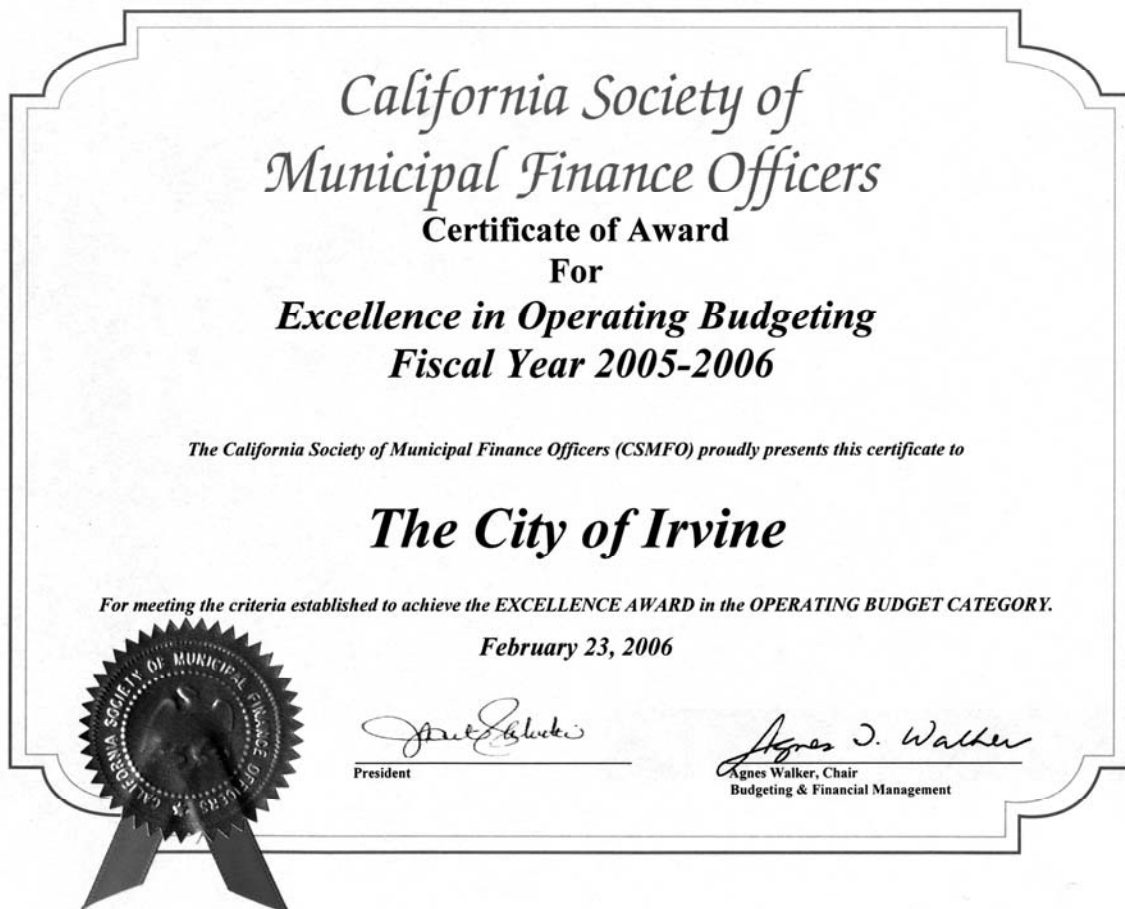 California Society of
Municipal Finance Officers
Certificate of Award
For
Excellence in Operating Budgeting
Fiscal Year 2005-2006
The California Society of Municipal Finance Officers (CSMFO) proudly presents this certificate to
The City of Irvine
For meeting the criteria established to achieve the EXCELLENCE AWARD in the OPERATING BUDGET CATEGORY.
February 23, 2006
CALIFORNIA SOCIETY OF MUNICIPAL FINANCE OFFICERS
Agnes J. Walker
President
Agnes Walker, Chair
Budgeting & Financial Management